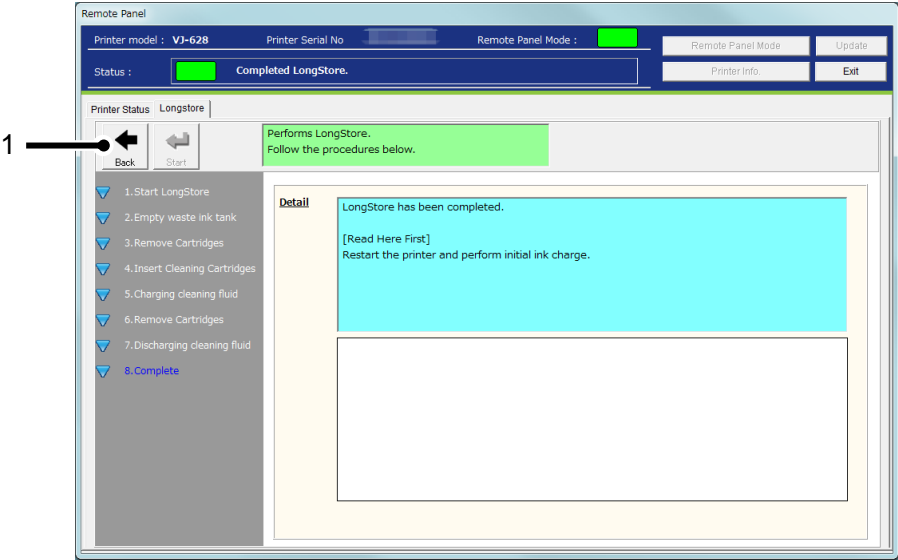 Remote Panel
Printer model : VJ-628 Printer Serial No Remote Panel Mode :
Remote Panel Mode Update
Status : Completed LongStore.
Printer Info. Exit
Printer Status Longstore
1
Back Start
Performs LongStore.
Follow the procedures below.
1.Start LongStore
2.Empty waste ink tank
3.Remove Cartridges
4.Insert Cleaning Cartridges
5.Charging cleaning fluid
6.Remove Cartridges
7.Discharging cleaning fluid
8.Complete
Detail
LongStore has been completed.
[Read Here First]
Restart the printer and perform initial ink charge.